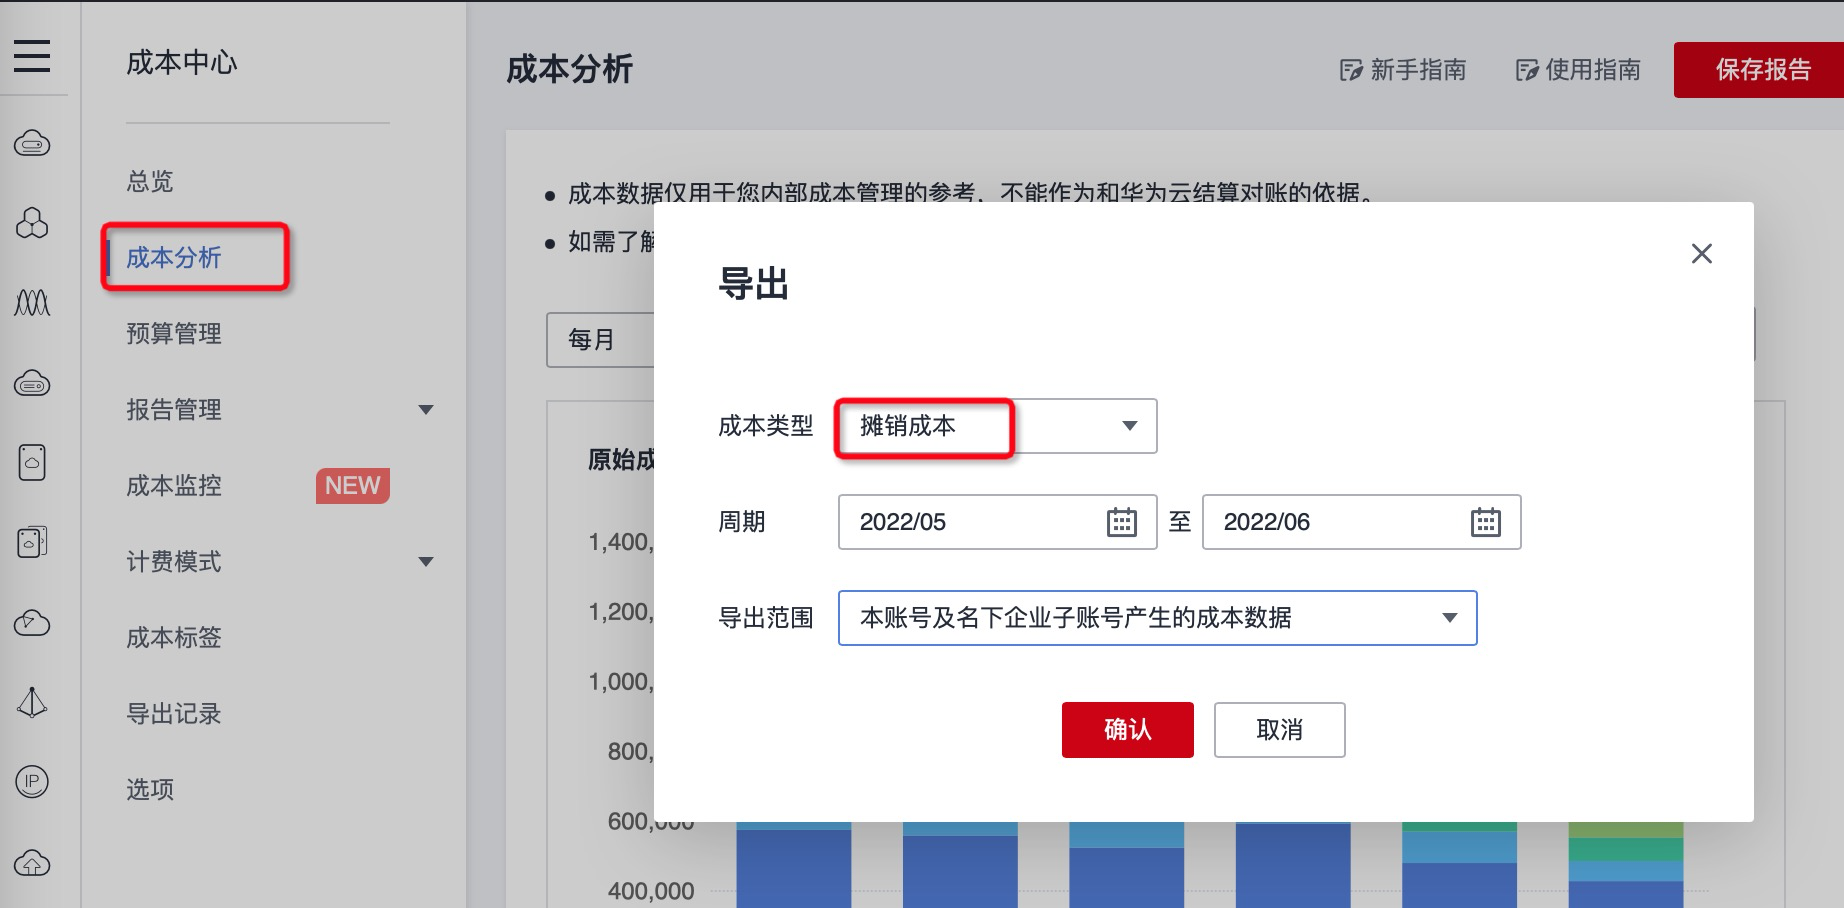 成本中心
总览
成本分析
预算管理
报告管理
成本监控 NEW
计费模式
成本标签
导出记录
选项
IP
成本分析
新手指南
使用指南
保存报告
成本数据仅用于您内部成本管理的参考，不能作为和华为云结算对账的依据。
如需了解
每月
原始成
1,400,
1,200,
1,000,
800,
600,000
400,000
导出
成本类型 摊销成本
周期 2022/05 至 2022/06
导出范围 本账号及名下企业子账号产生的成本数据
确认 取消